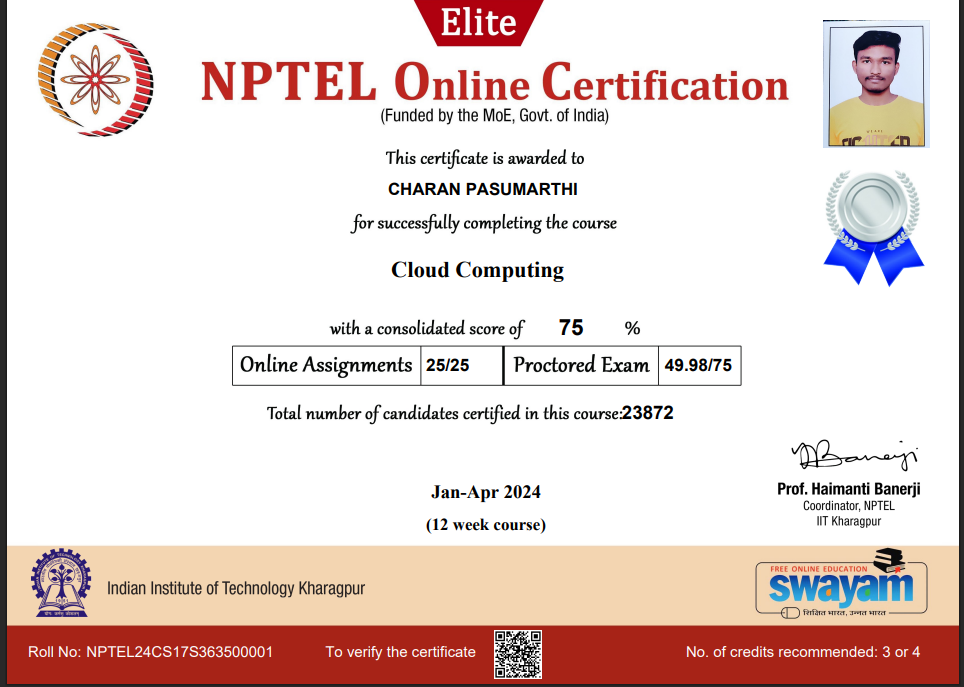 Elite
NPTEL Online Certification
(Funded by the MoE, Govt. of India)
This certificate is awarded to
CHARAN PASUMARTHI
for successfully completing the course
Cloud Computing
with a consolidated score of 75 %
Online Assignments 25/25 Proctored Exam 49.98/75
Total number of candidates certified in this course:23872
Jan-Apr 2024
(12 week course)
Prof. Haimanti Banerji
Coordinator, NPTEL
IIT Kharagpur
Indian Institute of Technology Kharagpur
FREE ONLINE EDUCATION
swayam
शिक्षित भारत, उन्नत भारत
Roll No: NPTEL24CS17S363500001 To verify the certificate No. of credits recommended: 3 or 4